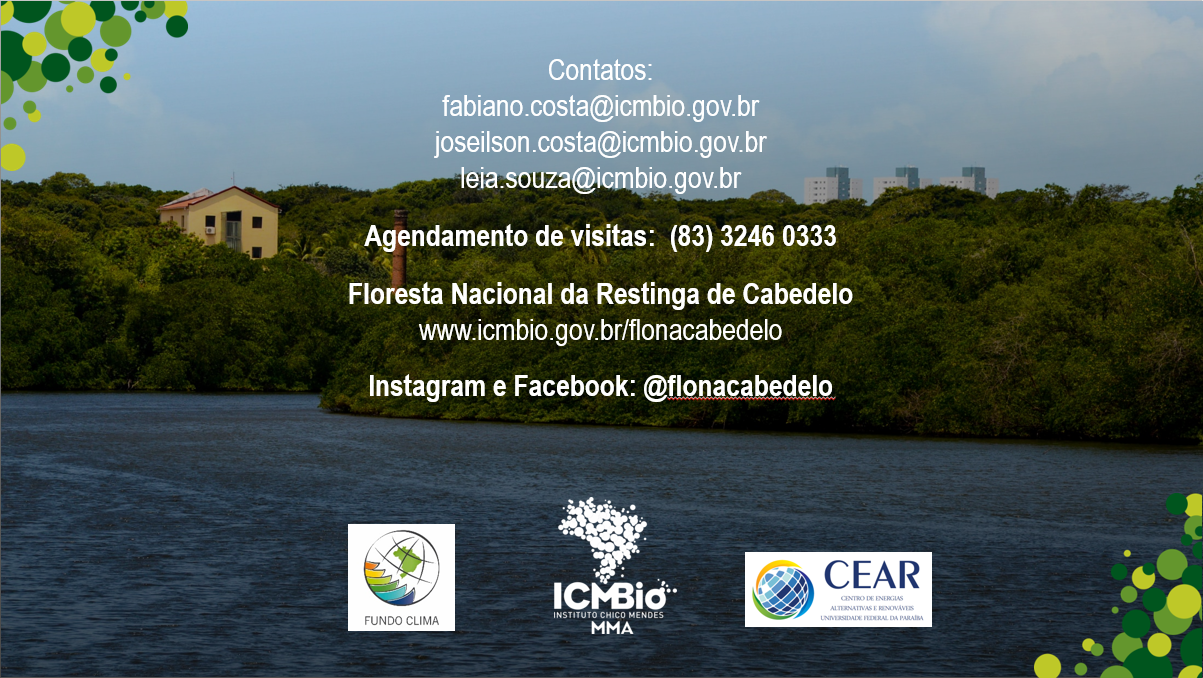 Contatos:
fabiano.costa@icmbio.gov.br
joseilson.costa@icmbio.gov.br
leia.souza@icmbio.gov.br
Agendamento de visitas:  (83) 3246 0333
Floresta Nacional da Restinga de Cabedelo
www.icmbio.gov.br/flonacabedelo
Instagram e Facebook: @flonacabedelo
FUNDO CLIMA
ICMBio
INSTITUTO CHICO MENDES
MMA
CEAR
CENTRO DE ENERGIAS
ALTERNATIVAS E RENOVÁVEIS
UNIVERSIDADE FEDERAL DA PARAÍBA